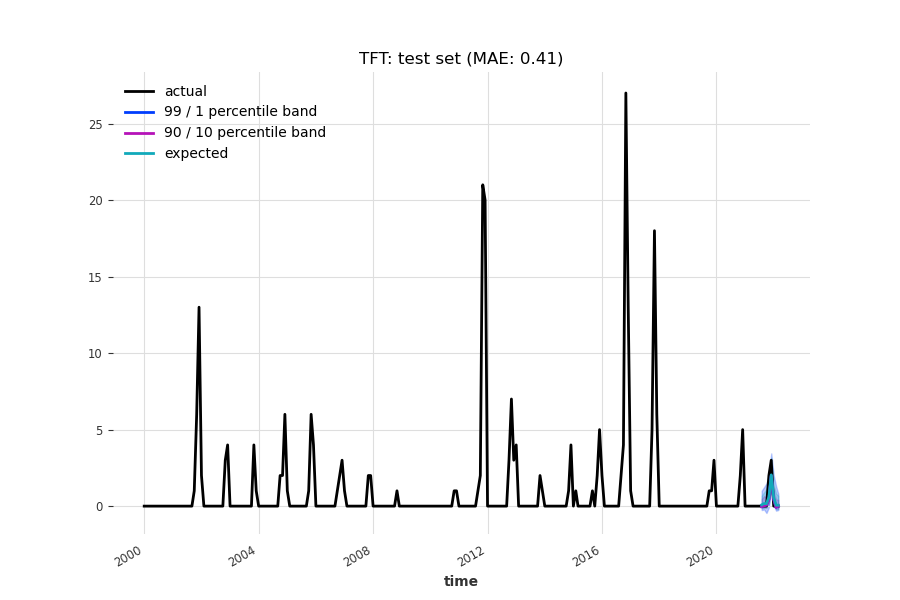 TFT: test set (MAE: 0.41)
actual
99 / 1 percentile band
90 / 10 percentile band
expected
25
20
15
10
5
0
2000
2004
2008
2012
2016
2020
time